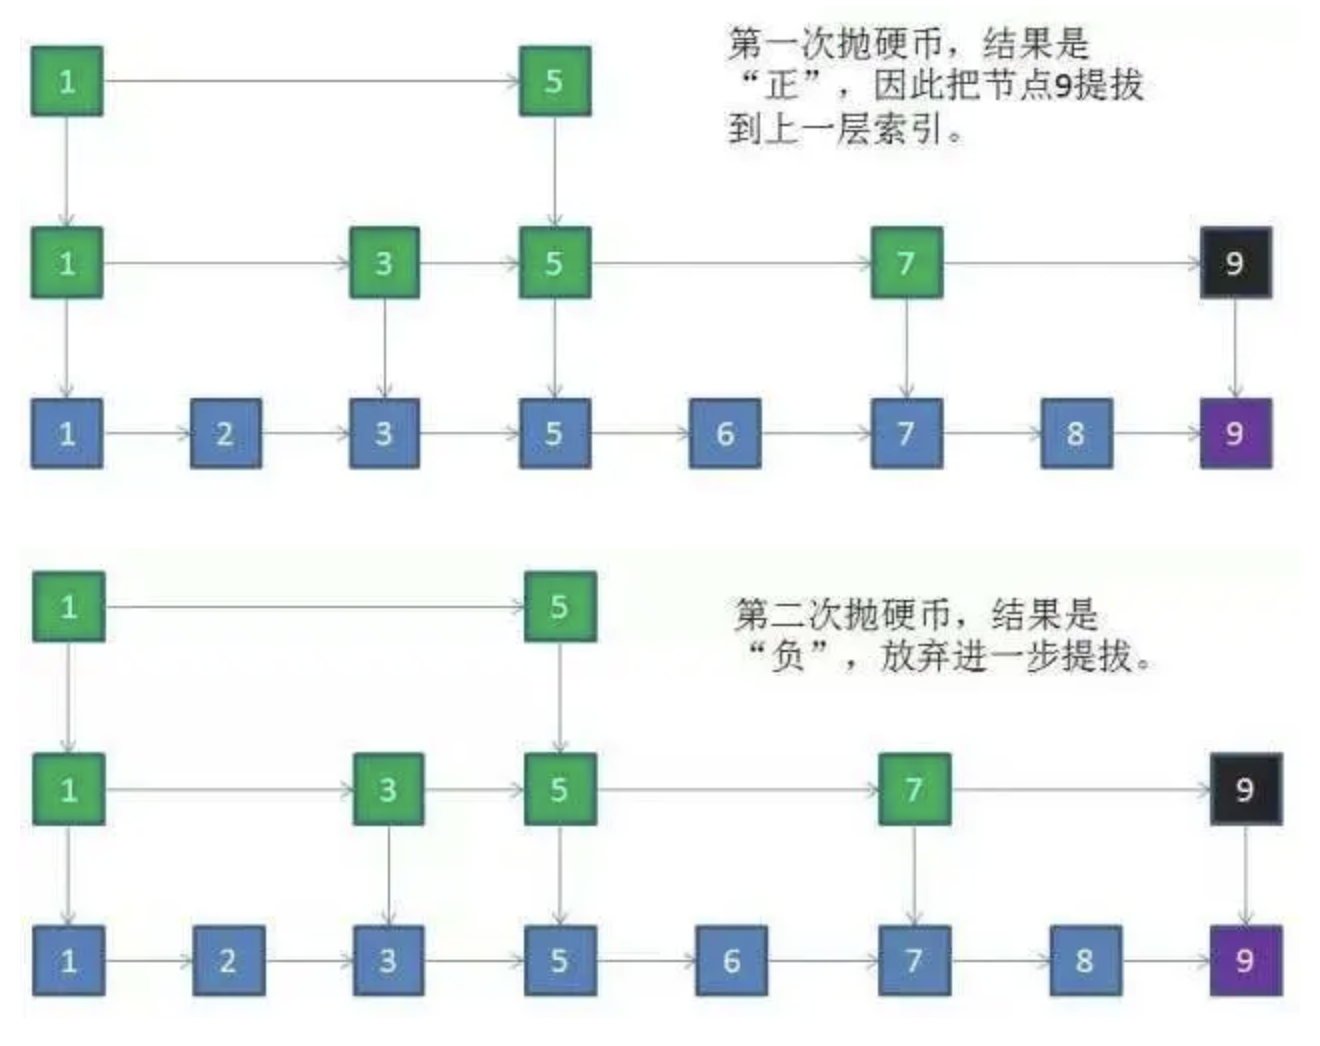 第一次抛硬币，结果是
“正”，因此把节点9提拔
到上一层索引。
1 5
1 3 5 7 9
1 2 3 5 6 7 8 9
第二次抛硬币，结果是
“负”，放弃进一步提拔。
1 5
1 3 5 7 9
1 2 3 5 6 7 8 9